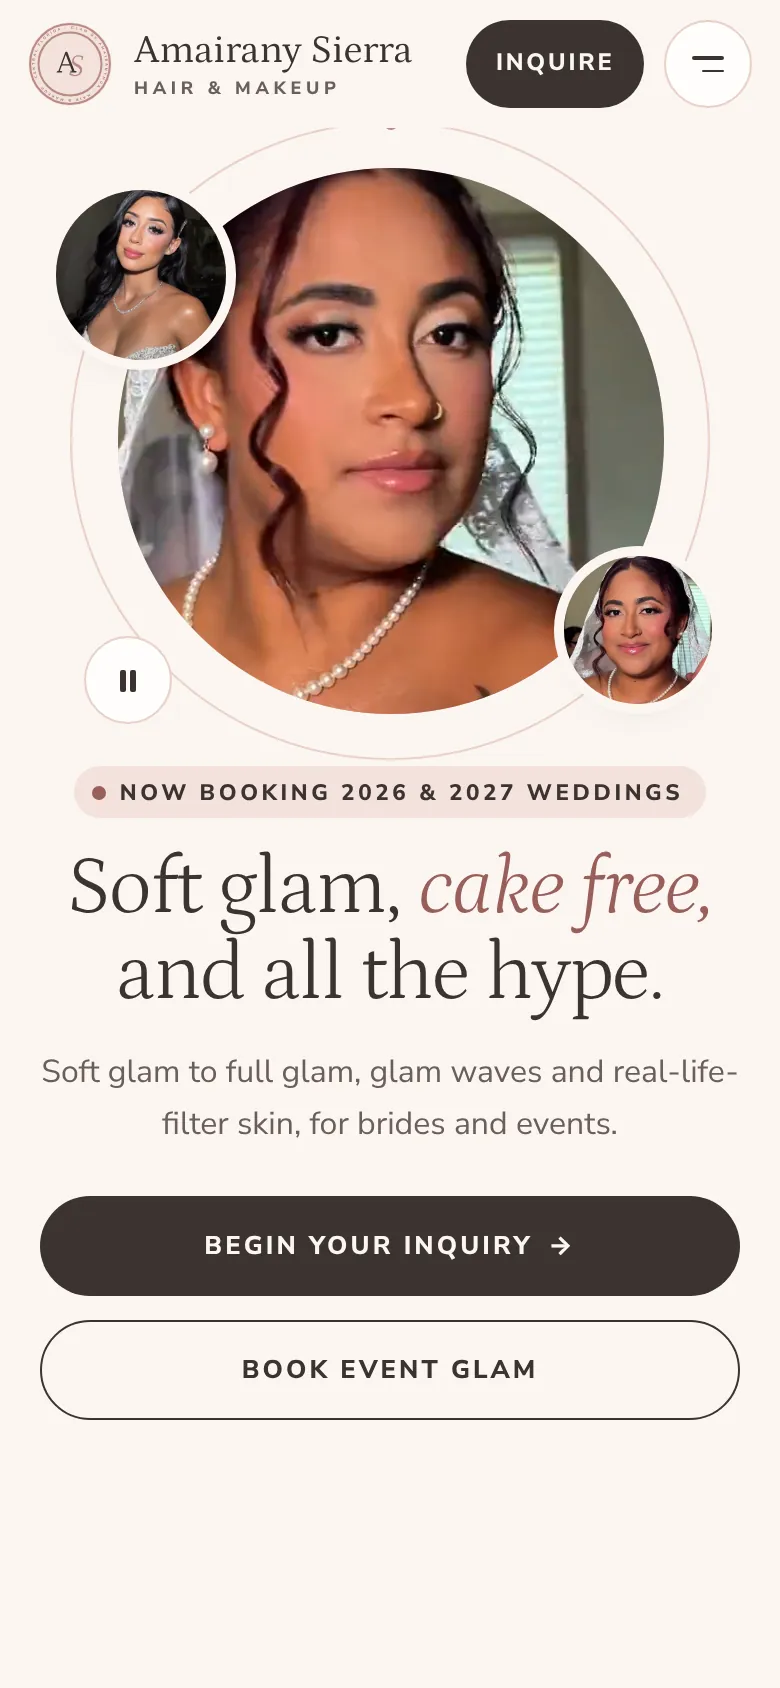 AS
Amairany Sierra
HAIR & MAKEUP
INQUIRE
NOW BOOKING 2026 & 2027 WEDDINGS
Soft glam, cake free,
and all the hype.
Soft glam to full glam, glam waves and real-life-
filter skin, for brides and events.
BEGIN YOUR INQUIRY →
BOOK EVENT GLAM